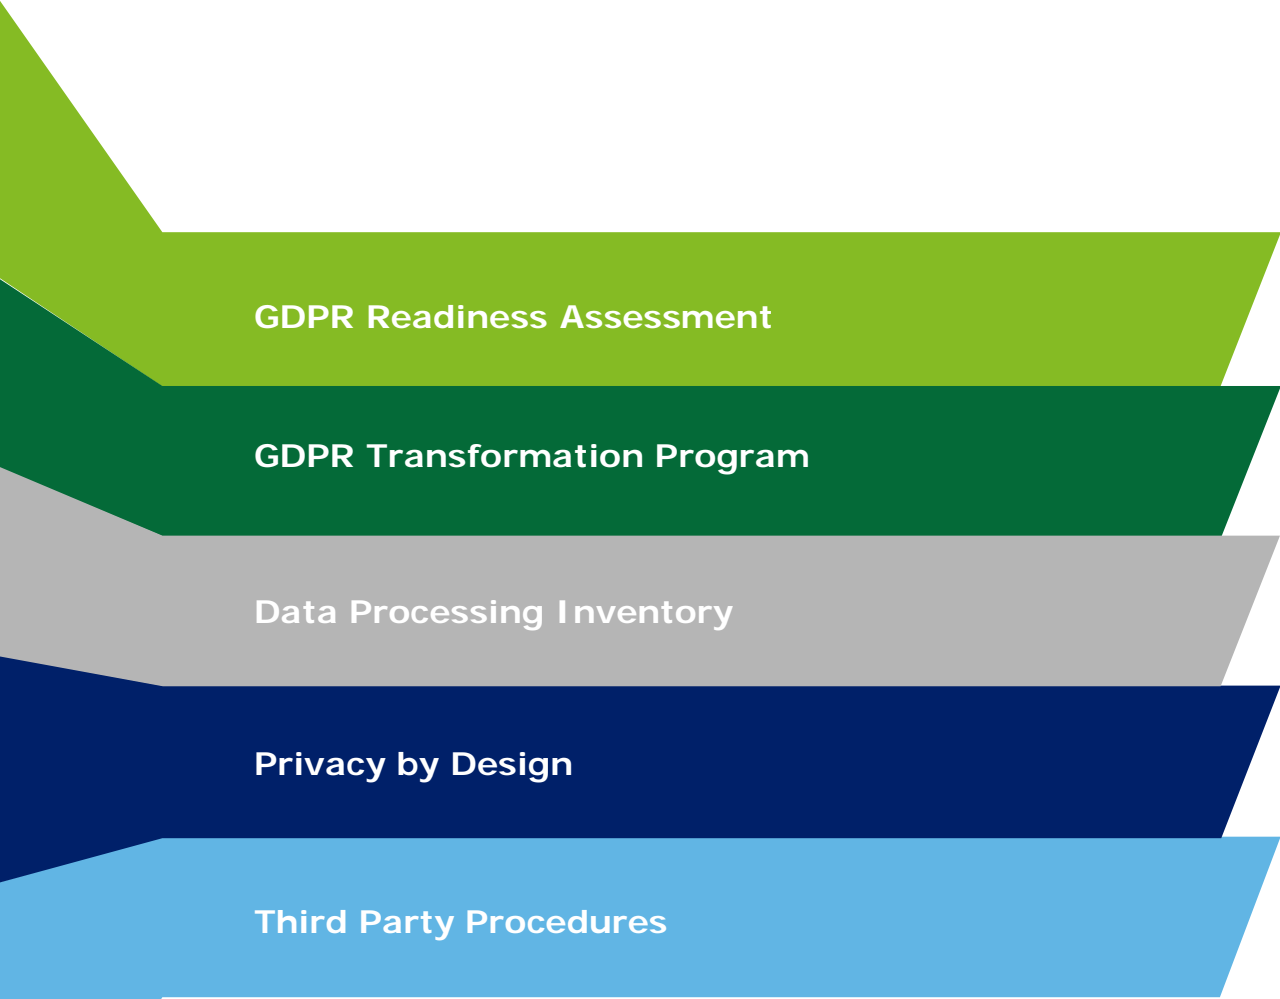 GDPR Readiness Assessment
GDPR Transformation Program
Data Processing Inventory
Privacy by Design
Third Party Procedures